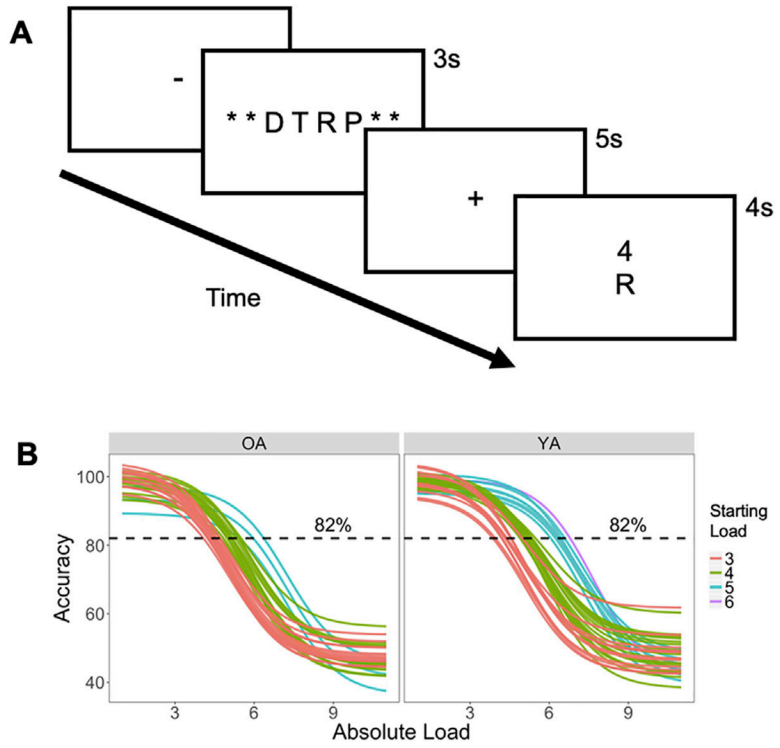 A
-
3s
* * D T R P * *
5s
+
4s
4
R
Time
B
OA
YA
100
80
60
40
82%
82%
Accuracy
3
6
9
3
6
9
Absolute Load
Starting
Load
3
4
5
6